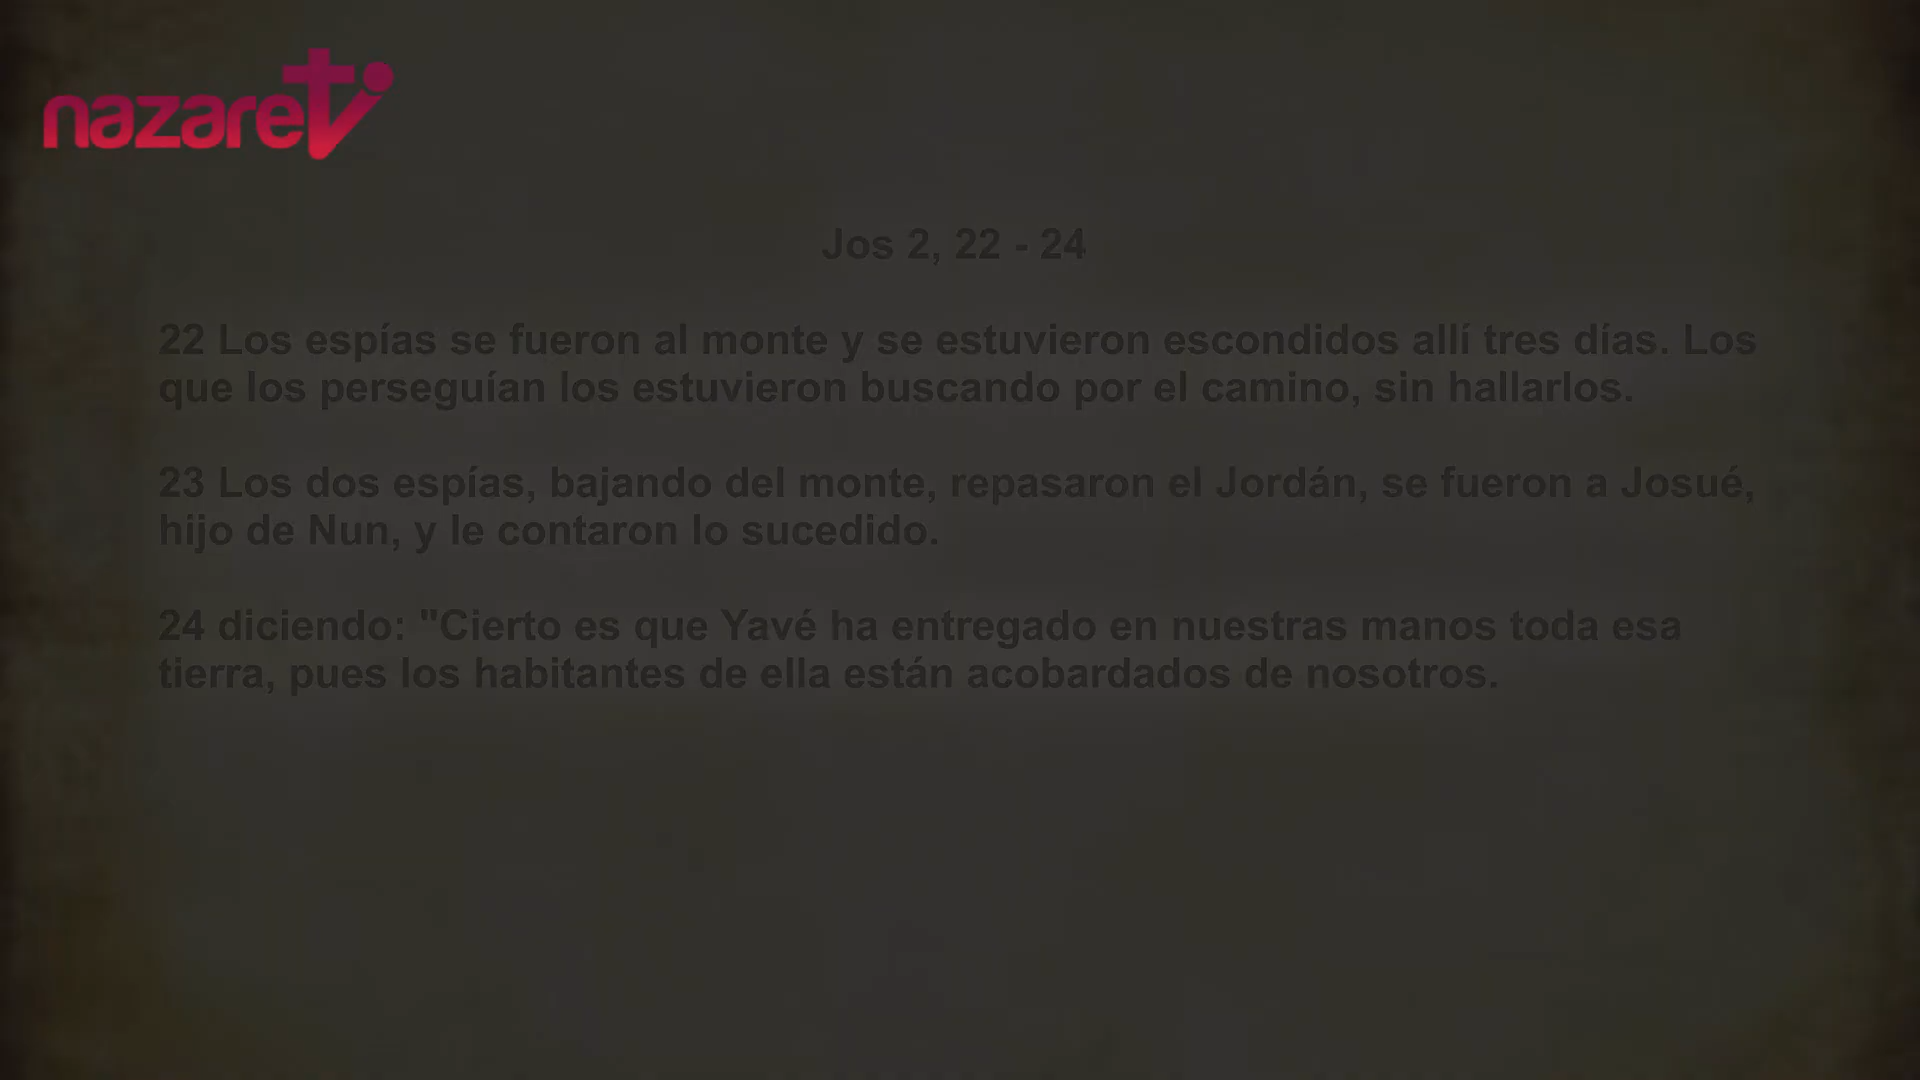 nazaretv
Jos 2, 22 - 24
22 Los espías se fueron al monte y se estuvieron escondidos allí tres días. Los
que los perseguían los estuvieron buscando por el camino, sin hallarlos.
23 Los dos espías, bajando del monte, repasaron el Jordán, se fueron a Josué,
hijo de Nun, y le contaron lo sucedido.
24 diciendo: "Cierto es que Yavé ha entregado en nuestras manos toda esa
tierra, pues los habitantes de ella están acobardados de nosotros.